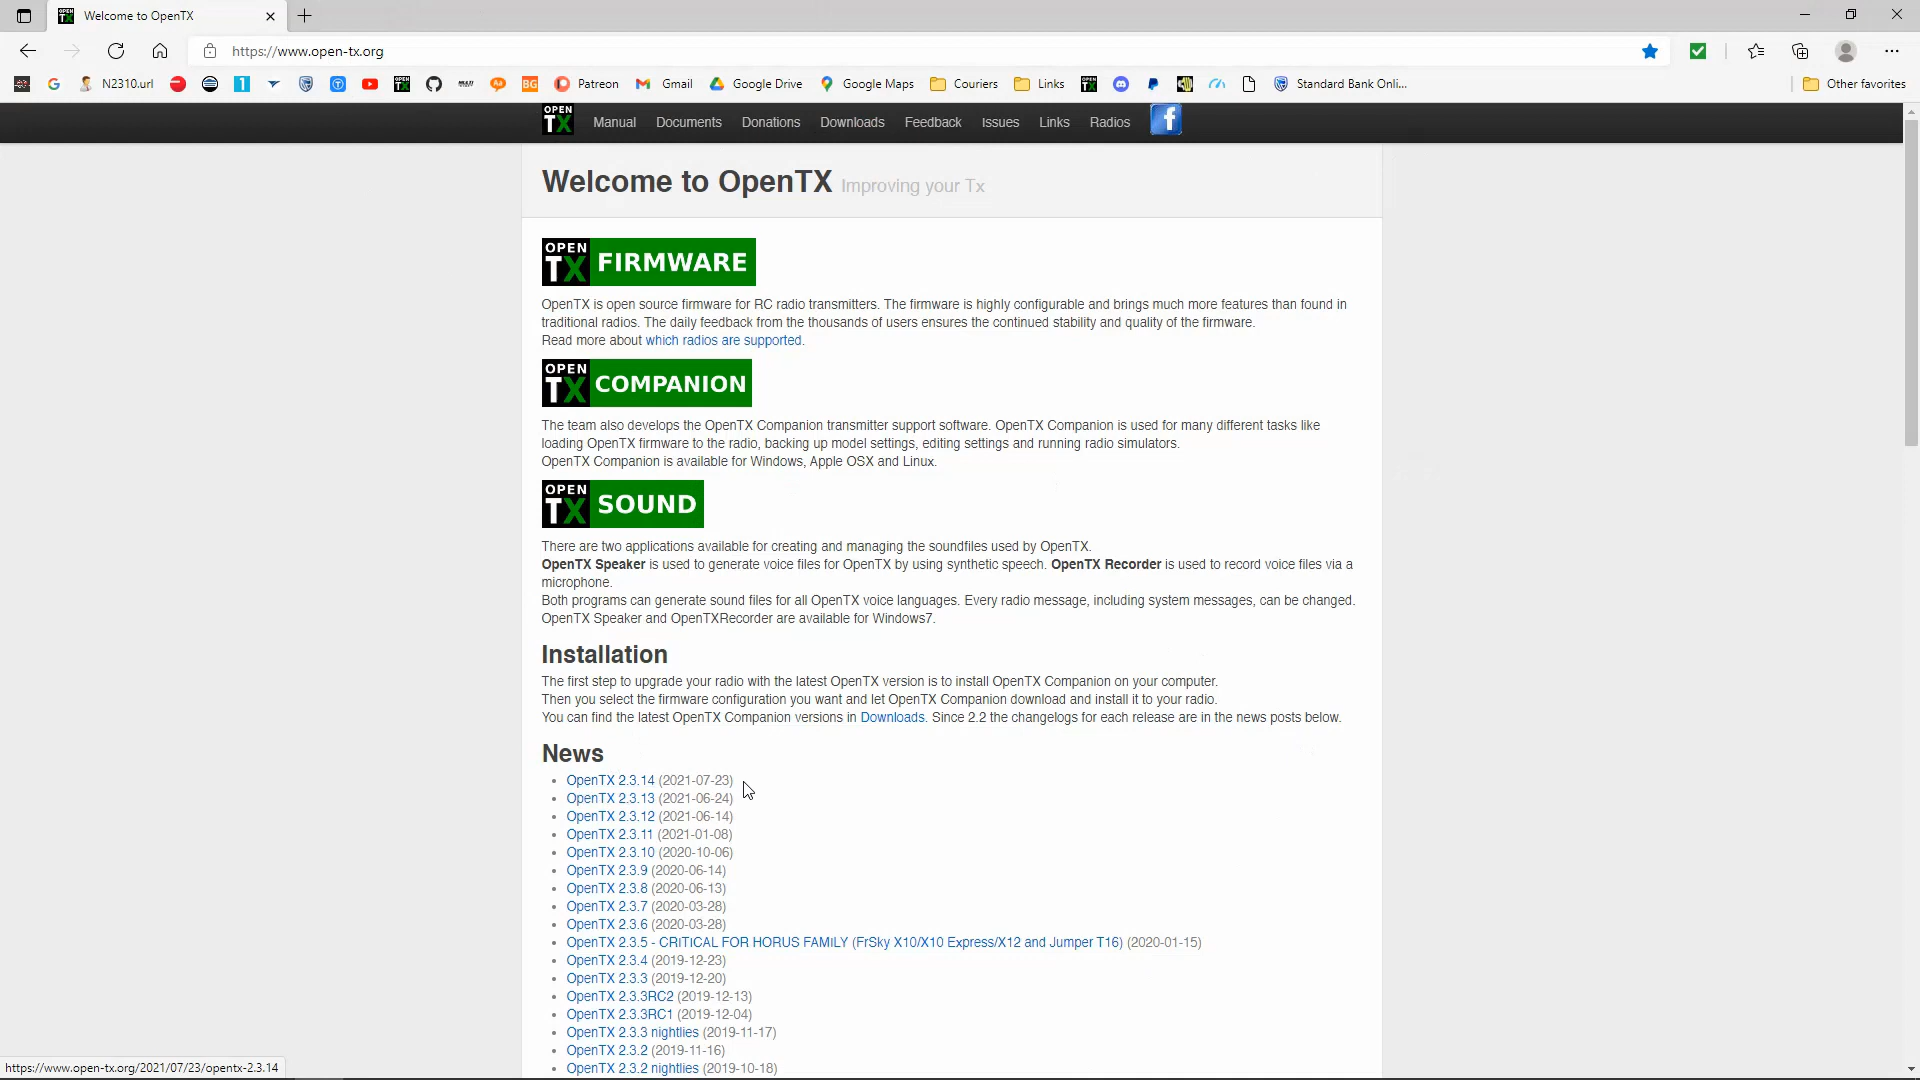 Welcome to OpenTX
https://www.open-tx.org
N2310.url
Patreon
Gmail
Google Drive
Google Maps
Couriers
Links
Standard Bank Onli...
Other favorites
OPEN TX
Manual
Documents
Donations
Downloads
Feedback
Issues
Links
Radios
Welcome to OpenTX Improving your Tx
OPEN TX FIRMWARE
OpenTX is open source firmware for RC radio transmitters. The firmware is highly configurable and brings much more features than found in
traditional radios. The daily feedback from the thousands of users ensures the continued stability and quality of the firmware.
Read more about which radios are supported.
OPEN TX COMPANION
The team also develops the OpenTX Companion transmitter support software. OpenTX Companion is used for many different tasks like
loading OpenTX firmware to the radio, backing up model settings, editing settings and running radio simulators.
OpenTX Companion is available for Windows, Apple OSX and Linux.
OPEN TX SOUND
There are two applications available for creating and managing the soundfiles used by OpenTX.
OpenTX Speaker is used to generate voice files for OpenTX by using synthetic speech. OpenTX Recorder is used to record voice files via a
microphone.
Both programs can generate sound files for all OpenTX voice languages. Every radio message, including system messages, can be changed.
OpenTX Speaker and OpenTXRecorder are available for Windows7.
Installation
The first step to upgrade your radio with the latest OpenTX version is to install OpenTX Companion on your computer.
Then you select the firmware configuration you want and let OpenTX Companion download and install it to your radio.
You can find the latest OpenTX Companion versions in Downloads. Since 2.2 the changelogs for each release are in the news posts below.
News
OpenTX 2.3.14 (2021-07-23)
OpenTX 2.3.13 (2021-06-24)
OpenTX 2.3.12 (2021-06-14)
OpenTX 2.3.11 (2021-01-08)
OpenTX 2.3.10 (2020-10-06)
OpenTX 2.3.9 (2020-06-14)
OpenTX 2.3.8 (2020-06-13)
OpenTX 2.3.7 (2020-03-28)
OpenTX 2.3.6 (2020-03-28)
OpenTX 2.3.5 - CRITICAL FOR HORUS FAMILY (FrSky X10/X10 Express/X12 and Jumper T16) (2020-01-15)
OpenTX 2.3.4 (2019-12-23)
OpenTX 2.3.3 (2019-12-20)
OpenTX 2.3.3RC2 (2019-12-13)
OpenTX 2.3.3RC1 (2019-12-04)
OpenTX 2.3.3 nightlies (2019-11-17)
OpenTX 2.3.2 (2019-11-16)
OpenTX 2.3.2 nightlies (2019-10-18)
https://www.open-tx.org/2021/07/23/opentx-2.3.14